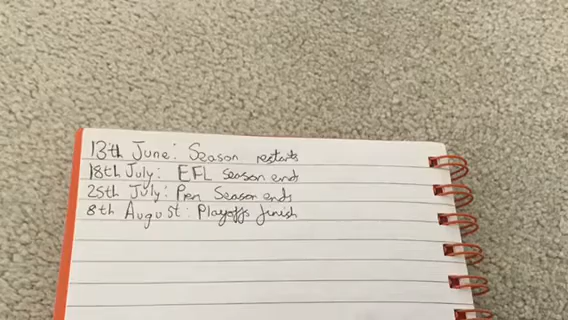 13th June: Season restarts
18th July: EFL season ends
25th July: Prem Season ends
8th August: Playoffs finish